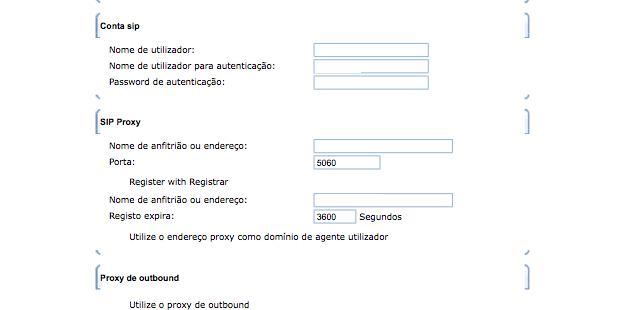 Conta sip
Nome de utilizador:
Nome de utilizador para autenticação:
Password de autenticação:
SIP Proxy
Nome de anfitrião ou endereço:
Porta: 5060
Register with Registrar
Nome de anfitrião ou endereço:
Registo expira: 3600 Segundos
Utilize o endereço proxy como domínio de agente utilizador
Proxy de outbound
Utilize o proxy de outbound